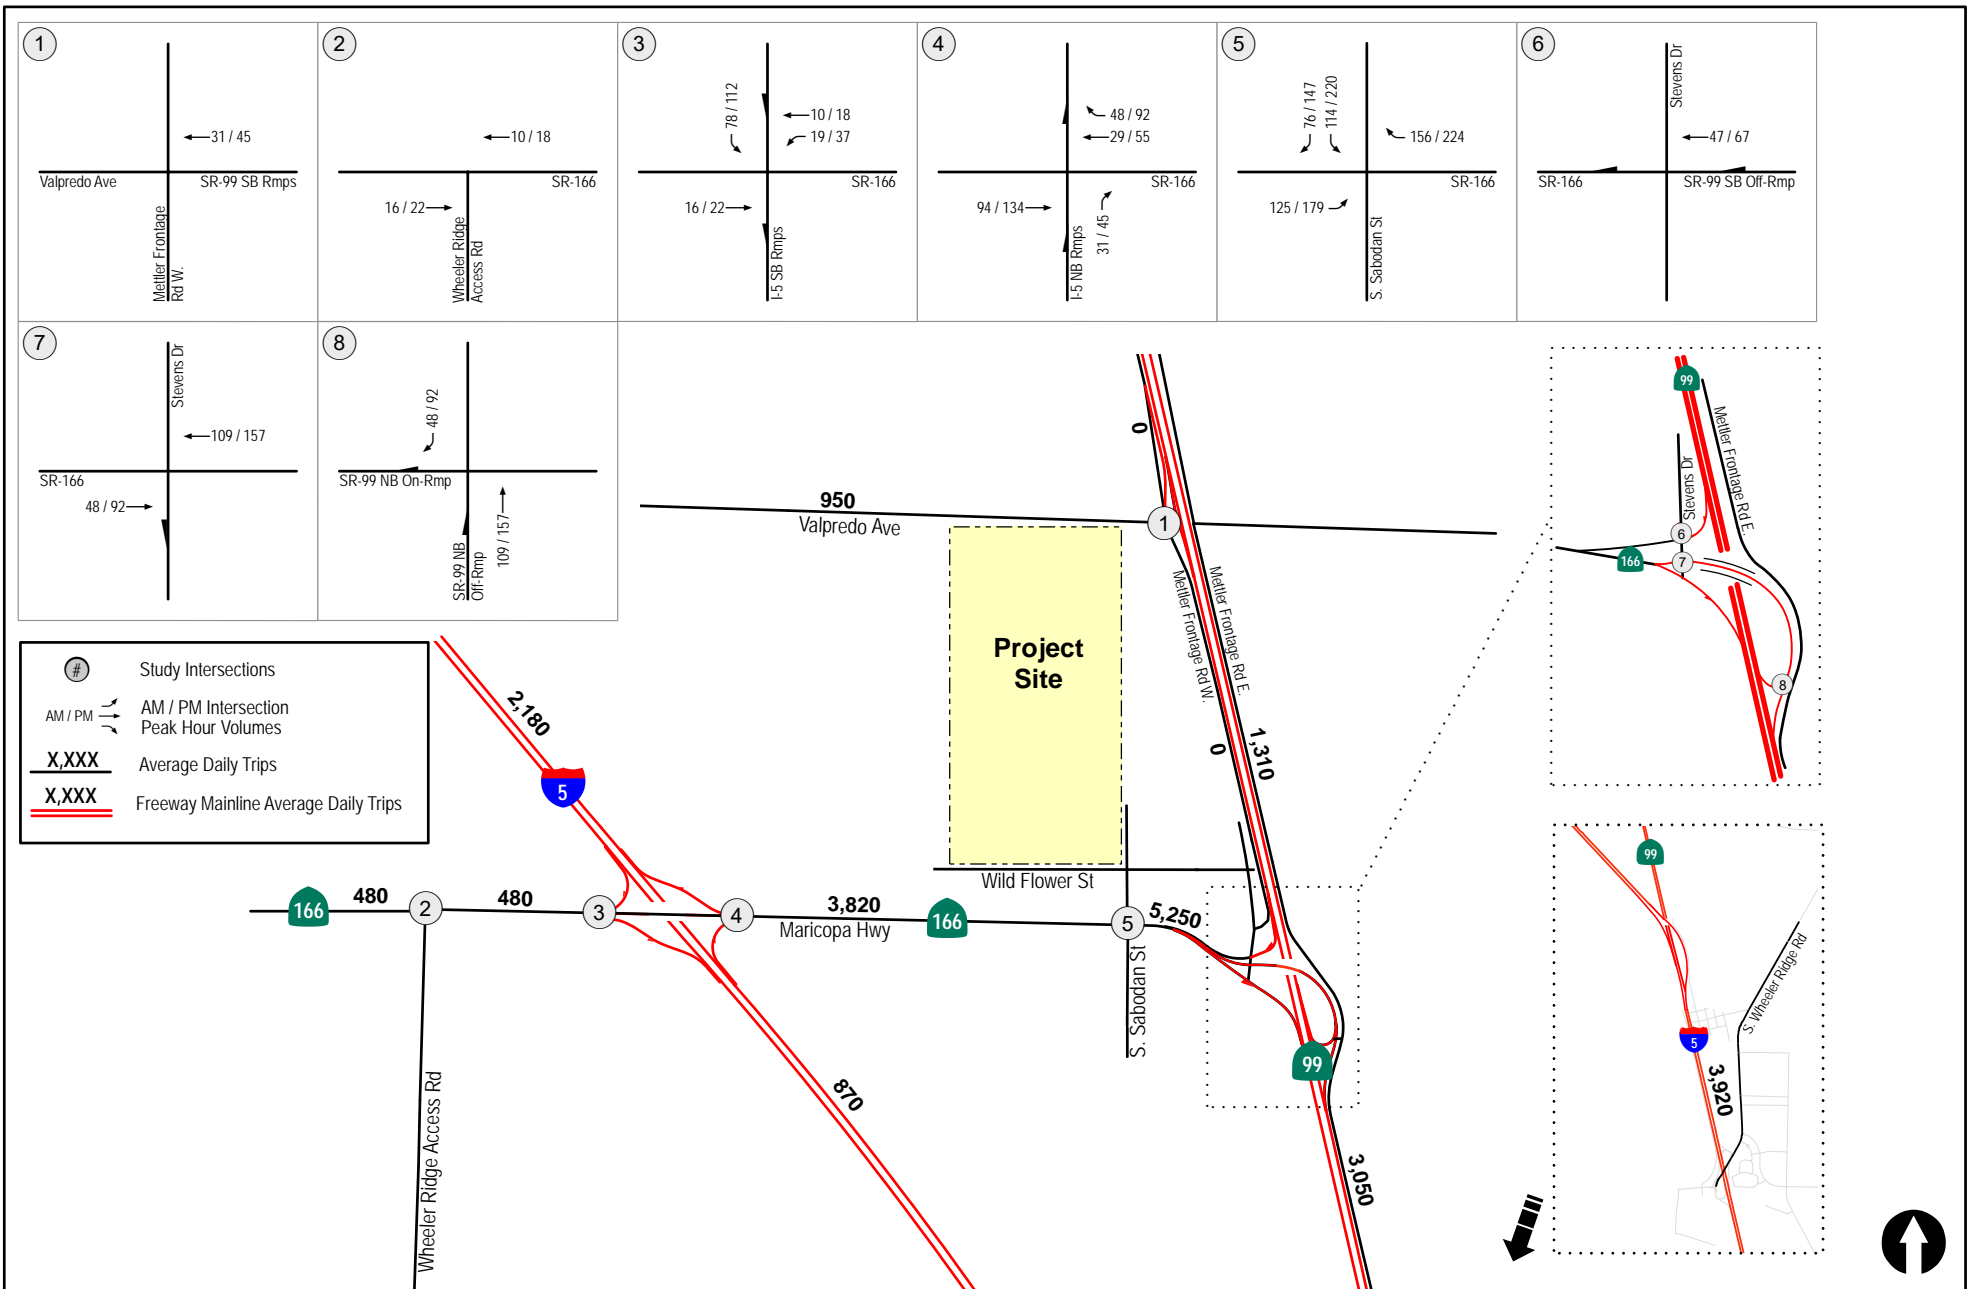 1
31 / 45
Valpredo Ave
SR-99 SB Rmps
Mettler Frontage
Rd W.
2
10 / 18
SR-166
16 / 22
Wheeler Ridge
Access Rd
3
78 / 112
10 / 18
19 / 37
SR-166
16 / 22
I-5 SB Rmps
4
48 / 92
29 / 55
SR-166
94 / 134
31 / 45
I-5 NB Rmps
5
76 / 147
114 / 220
156 / 224
SR-166
125 / 179
S. Sabodan St
6
Stevens Dr
47 / 67
SR-166
SR-99 SB Off-Rmp
7
Stevens Dr
109 / 157
SR-166
48 / 92
8
48 / 92
SR-99 NB On-Rmp
SR-99 NB
Off-Rmp
109 / 157
# Study Intersections
AM / PM
AM / PM Intersection
Peak Hour Volumes
X,XXX
Average Daily Trips
X,XXX
Freeway Mainline Average Daily Trips
0
950
Valpredo Ave
1
Mettler Frontage Rd W.
Mettler Frontage Rd E.
Project
Site
0
1,310
2,180
5
Wild Flower St
166
480
2
480
3
4
3,820
Maricopa Hwy
166
5
5,250
S. Sabodan St
Wheeler Ridge Access Rd
870
99
3,050
99
Mettler Frontage Rd E.
Stevens Dr
6
166
7
8
99
S. Wheeler Ridge Rd
5
3,920